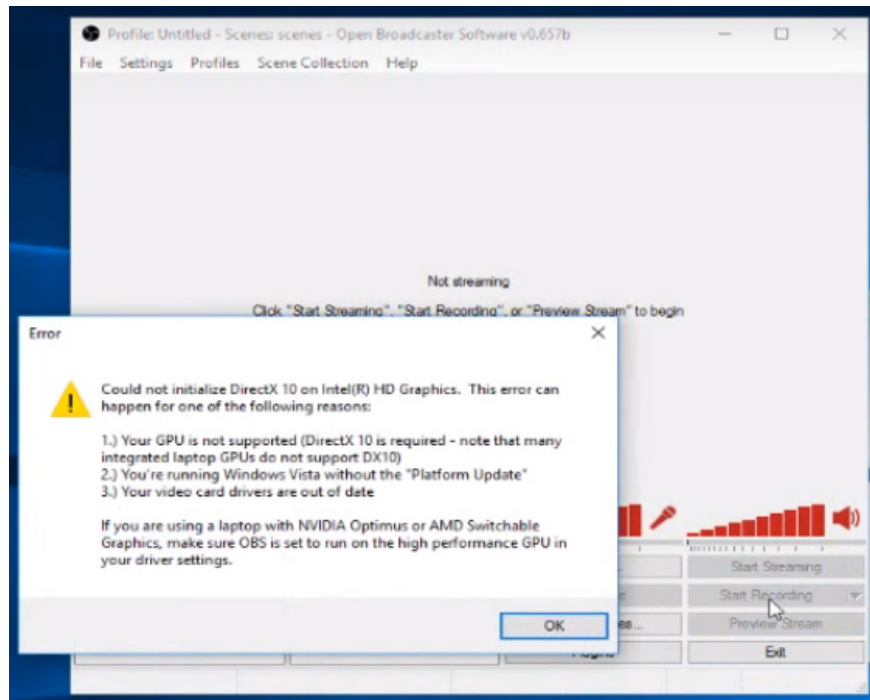 Profile: Untitled - Scenes: scenes - Open Broadcaster Software v0.657b
File Settings Profiles Scene Collection Help
Not streaming
Click "Start Streaming", "Start Recording", or "Preview Stream" to begin
Error
Could not initialize DirectX 10 on Intel(R) HD Graphics. This error can
happen for one of the following reasons:
1.) Your GPU is not supported (DirectX 10 is required - note that many
integrated laptop GPUs do not support DX10)
2.) You're running Windows Vista without the "Platform Update"
3.) Your video card drivers are out of date
If you are using a laptop with NVIDIA Optimus or AMD Switchable
Graphics, make sure OBS is set to run on the high performance GPU in
your driver settings.
OK
Start Streaming
Start Recording
Preview Stream
Exit